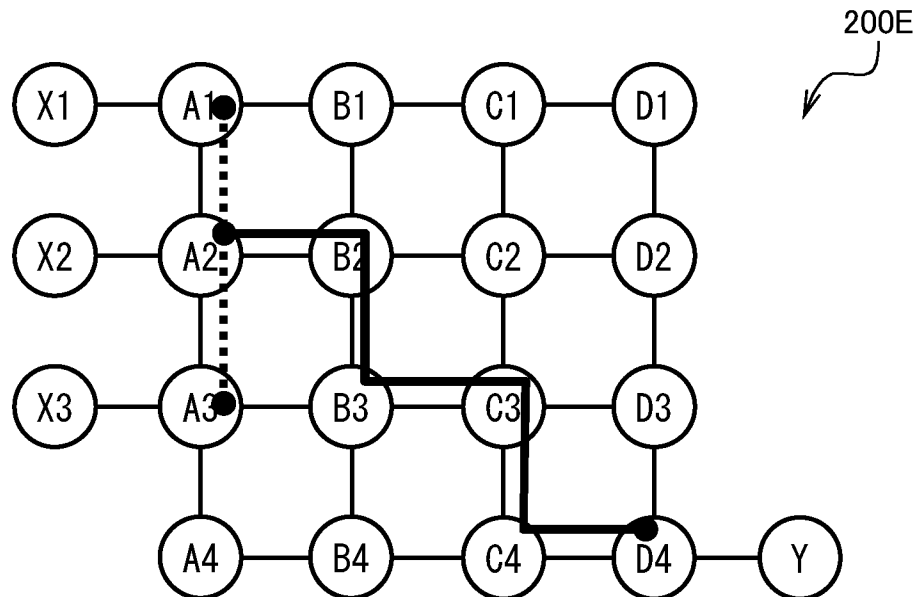 200E
X1 A1 B1 C1 D1
X2 A2 B2 C2 D2
X3 A3 B3 C3 D3
A4 B4 C4 D4 Y